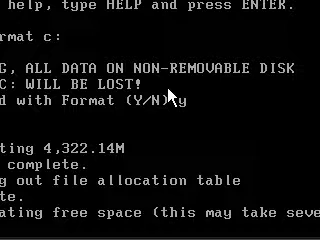 help, type HELP and press ENTER.
rmat c:
G, ALL DATA ON NON-REMOVABLE DISK
C: WILL BE LOST!
d with Format (Y/N)y
ting 4,322.14M
complete.
g out file allocation table
te.
ating free space (this may take seve